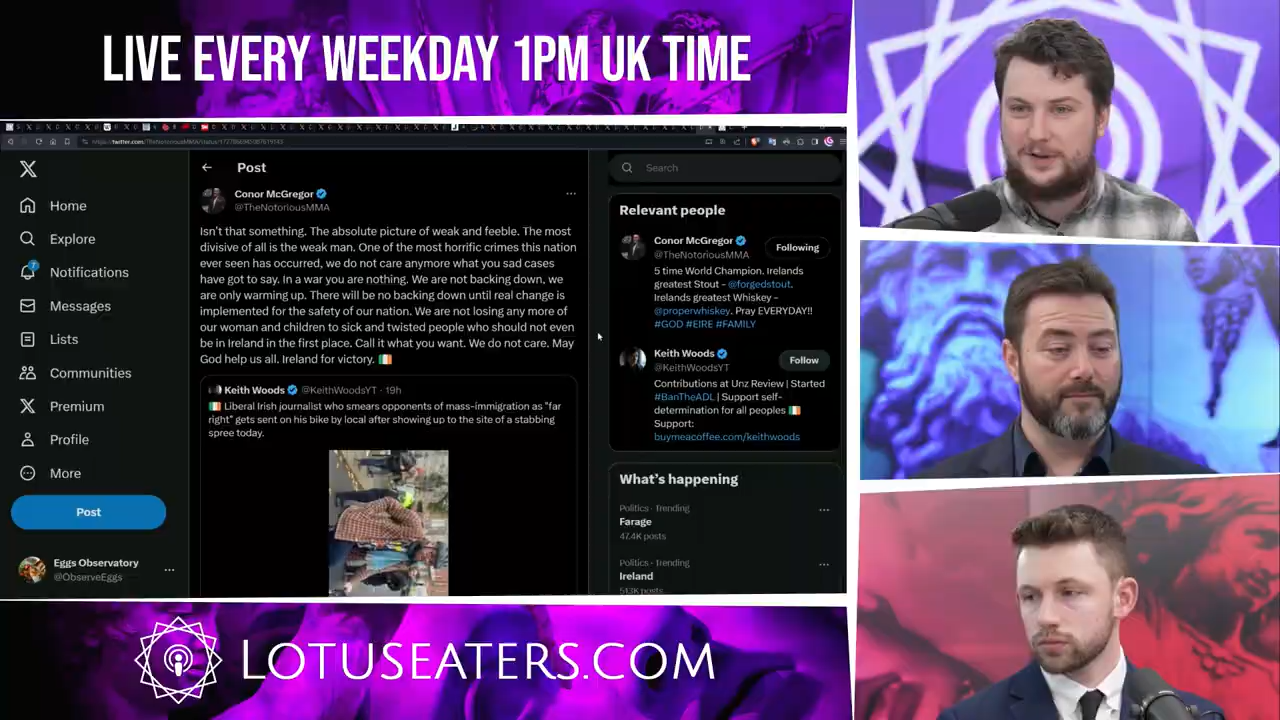 LIVE EVERY WEEKDAY 1PM UK TIME
Post
Search
Home
Explore
7
Notifications
Messages
Lists
Communities
Premium
Profile
More
Post
Eggs Observatory
@ObserveEggs
Conor McGregor
@TheNotoriousMMA
Isn't that something. The absolute picture of weak and feeble. The most
divisive of all is the weak man. One of the most horrific crimes this nation
ever seen has occurred, we do not care anymore what you sad cases
have got to say. In a war you are nothing. We are not backing down, we
are only warming up. There will be no backing down until real change is
implemented for the safety of our nation. We are not losing any more of
our woman and children to sick and twisted people who should not even
be in Ireland in the first place. Call it what you want. We do not care. May
God help us all. Ireland for victory.
Keith Woods @KeithWoodsYT · 19h
Liberal Irish journalist who smears opponents of mass-immigration as "far
right" gets sent on his bike by local after showing up to the site of a stabbing
spree today.
Relevant people
Conor McGregor
@TheNotoriousMMA
Following
5 time World Champion. Irelands
greatest Stout - @forgedstout.
Irelands greatest Whiskey -
@properwhiskey. Pray EVERYDAY!!
#GOD #EIRE #FAMILY
Keith Woods
@KeithWoodsYT
Follow
Contributions at Unz Review | Started
#BanTheADL | Support self-
determination for all peoples
Support:
buymeacoffee.com/keithwoods
What's happening
Politics · Trending
Farage
47.4K posts
Politics · Trending
Ireland
513K posts
LOTUSEATERS.COM